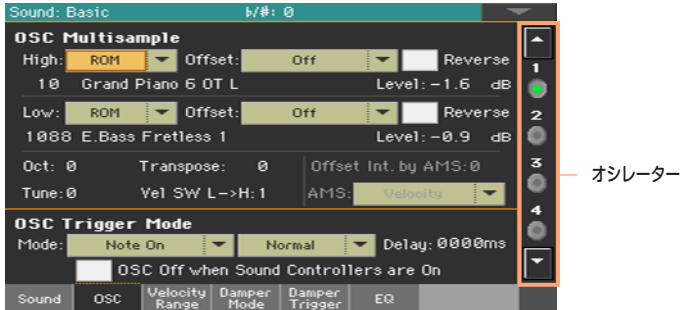 Sound: Basic ♭/#: 0
OSC Multisample
High: ROM Offset: Off Reverse
10 Grand Piano 6 OT L Level: -1.6 dB
Low: ROM Offset: Off Reverse
1088 E.Bass Fretless 1 Level: -0.9 dB
Oct: 0 Transpose: 0 Offset Int. by AMS: 0
Tune: 0 Vel SW L->H: 1 AMS: Velocity
OSC Trigger Mode
Mode: Note On Normal Delay: 0000ms
OSC Off when Sound Controllers are On
Sound OSC Velocity Range Damper Mode Damper Trigger EQ
1
2
3
4
オシレーター